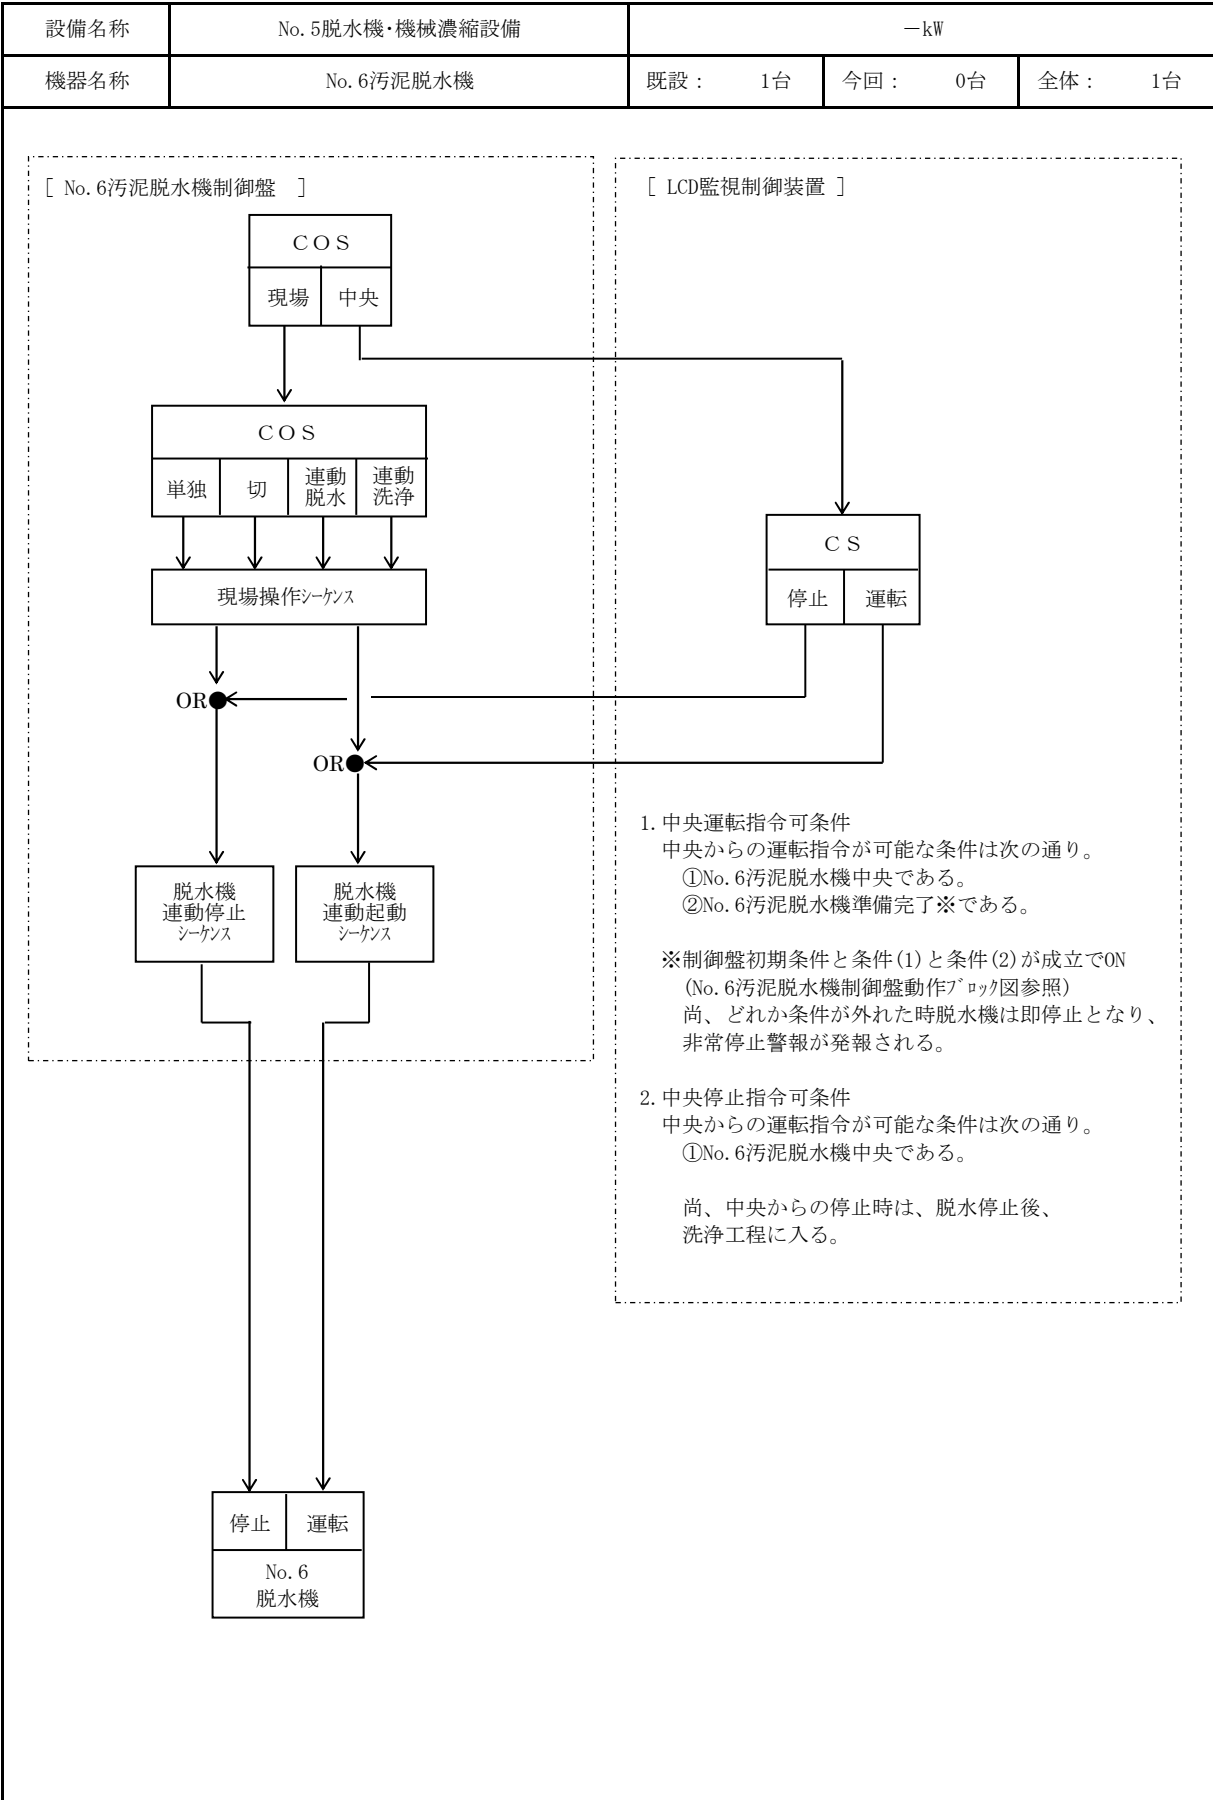 設備名称 No.5脱水機･機械濃縮設備 －kW
機器名称 No.6汚泥脱水機 既設： 1台 今回： 0台 全体： 1台
[ No.6汚泥脱水機制御盤 ]
ＣＯＳ
現場 中央
ＣＯＳ
単独 切 連動 連動
脱水 洗浄
現場操作ｼｰｹﾝｽ
OR
OR
脱水機
連動停止
ｼｰｹﾝｽ
脱水機
連動起動
ｼｰｹﾝｽ
[ LCD監視制御装置 ]
ＣＳ
停止 運転
1.中央運転指令可条件
中央からの運転指令が可能な条件は次の通り。
①No.6汚泥脱水機中央である。
②No.6汚泥脱水機準備完了※である。
※制御盤初期条件と条件(1)と条件(2)が成立でON
(No.6汚泥脱水機制御盤動作ﾌﾞﾛｯｸ図参照)
尚、どれか条件が外れた時脱水機は即停止となり、
非常停止警報が発報される。
2.中央停止指令可条件
中央からの運転指令が可能な条件は次の通り。
①No.6汚泥脱水機中央である。
尚、中央からの停止時は、脱水停止後、
洗浄工程に入る。
停止 運転
No.6
脱水機